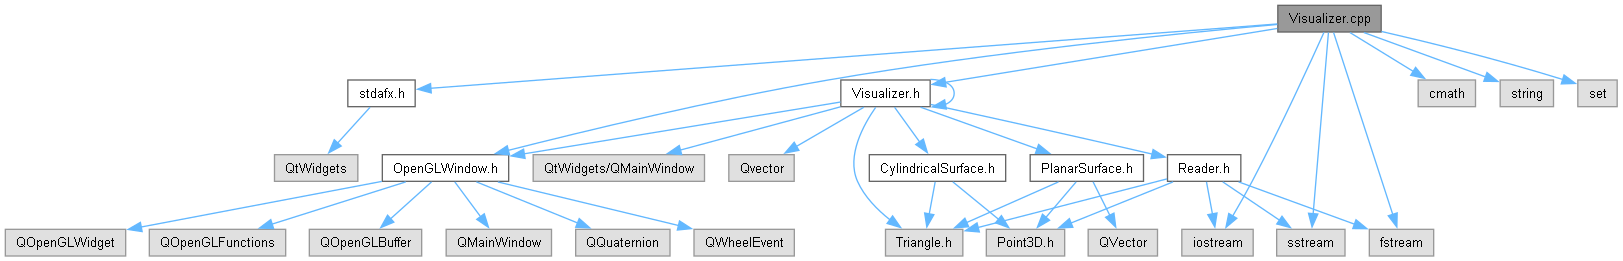 Visualizer.cpp
stdafx.h
Visualizer.h
cmath
string
set
QtWidgets
OpenGLWindow.h
QtWidgets/QMainWindow
Qvector
CylindricalSurface.h
PlanarSurface.h
Reader.h
QOpenGLWidget
QOpenGLFunctions
QOpenGLBuffer
QMainWindow
QQuaternion
QWheelEvent
Triangle.h
Point3D.h
QVector
iostream
sstream
fstream